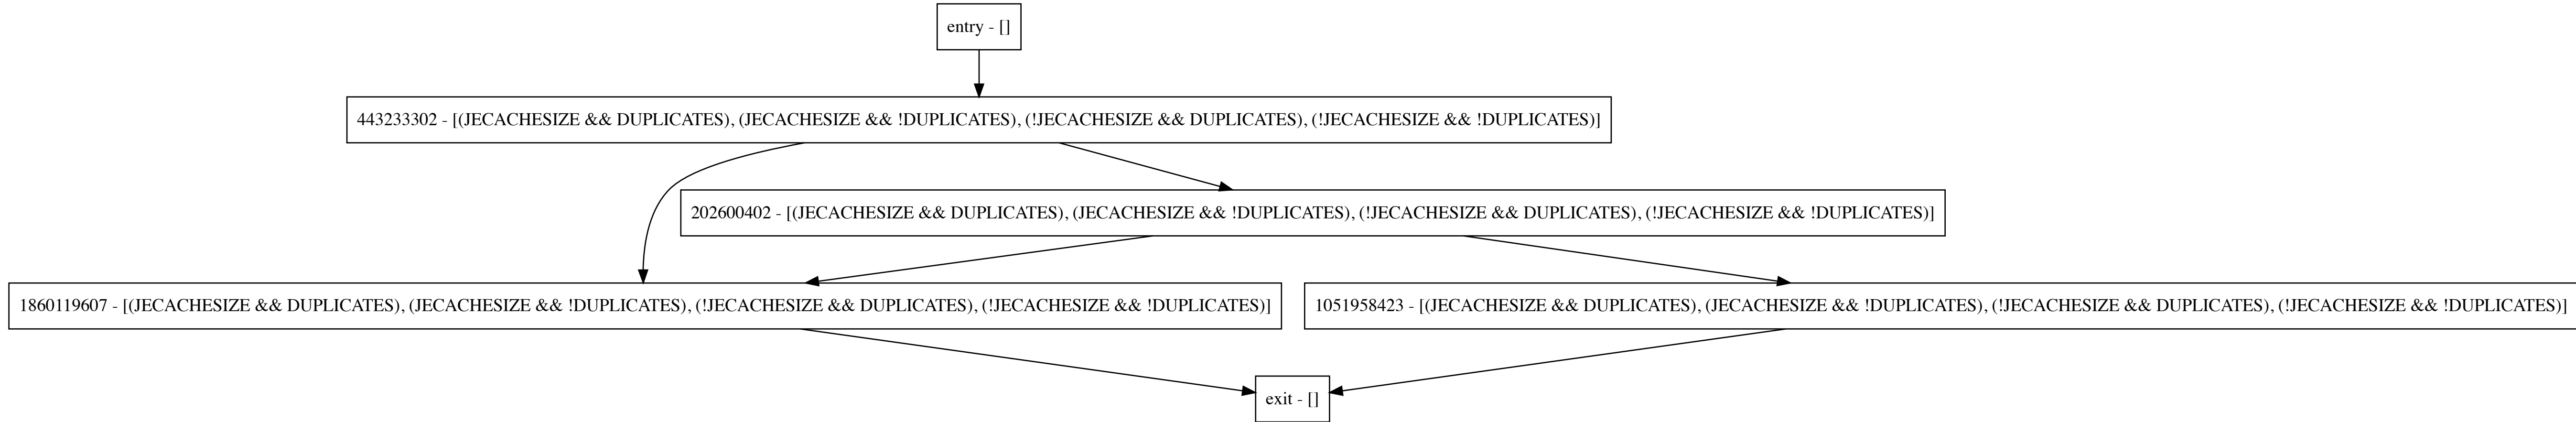 entry - []
443233302 - [(JECACHESIZE && DUPLICATES), (JECACHESIZE && !DUPLICATES), (!JECACHESIZE && DUPLICATES), (!JECACHESIZE && !DUPLICATES)]
202600402 - [(JECACHESIZE && DUPLICATES), (JECACHESIZE && !DUPLICATES), (!JECACHESIZE && DUPLICATES), (!JECACHESIZE && !DUPLICATES)]
1860119607 - [(JECACHESIZE && DUPLICATES), (JECACHESIZE && !DUPLICATES), (!JECACHESIZE && DUPLICATES), (!JECACHESIZE && !DUPLICATES)]
1051958423 - [(JECACHESIZE && DUPLICATES), (JECACHESIZE && !DUPLICATES), (!JECACHESIZE && DUPLICATES), (!JECACHESIZE && !DUPLICATES)]
exit - []